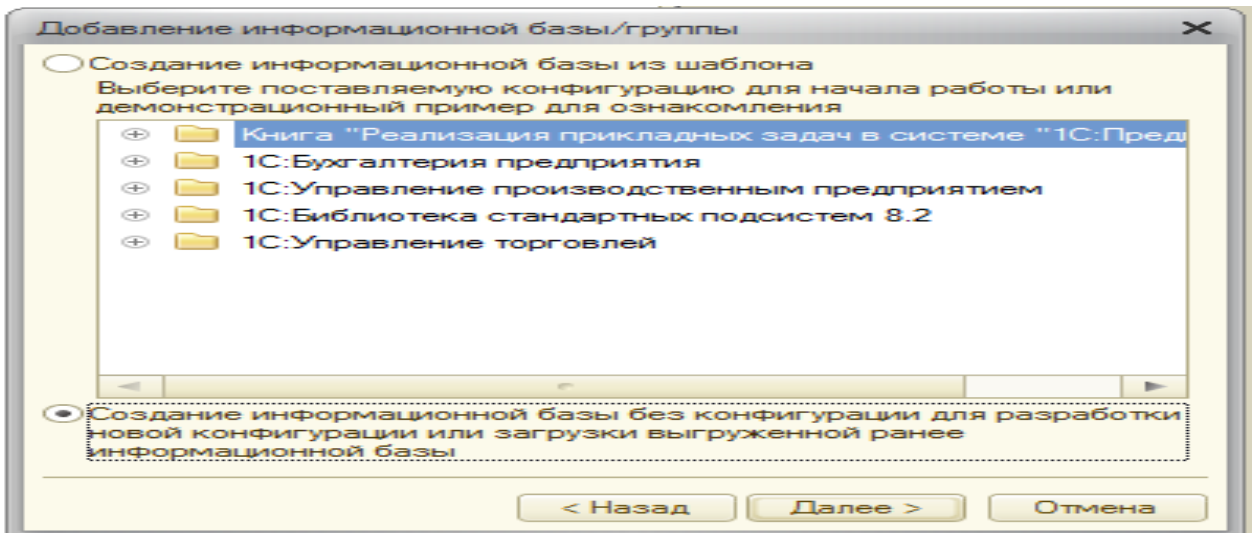 Добавление информационной базы/группы
Создание информационной базы из шаблона
Выберите поставляемую конфигурацию для начала работы или
демонстрационный пример для ознакомления
Книга "Реализация прикладных задач в системе "1С:Пред
1С:Бухгалтерия предприятия
1С:Управление производственным предприятием
1С:Библиотека стандартных подсистем 8.2
1С:Управление торговлей
Создание информационной базы без конфигурации для разработки
новой конфигурации или загрузки выгруженной ранее
информационной базы
< Назад Далее > Отмена